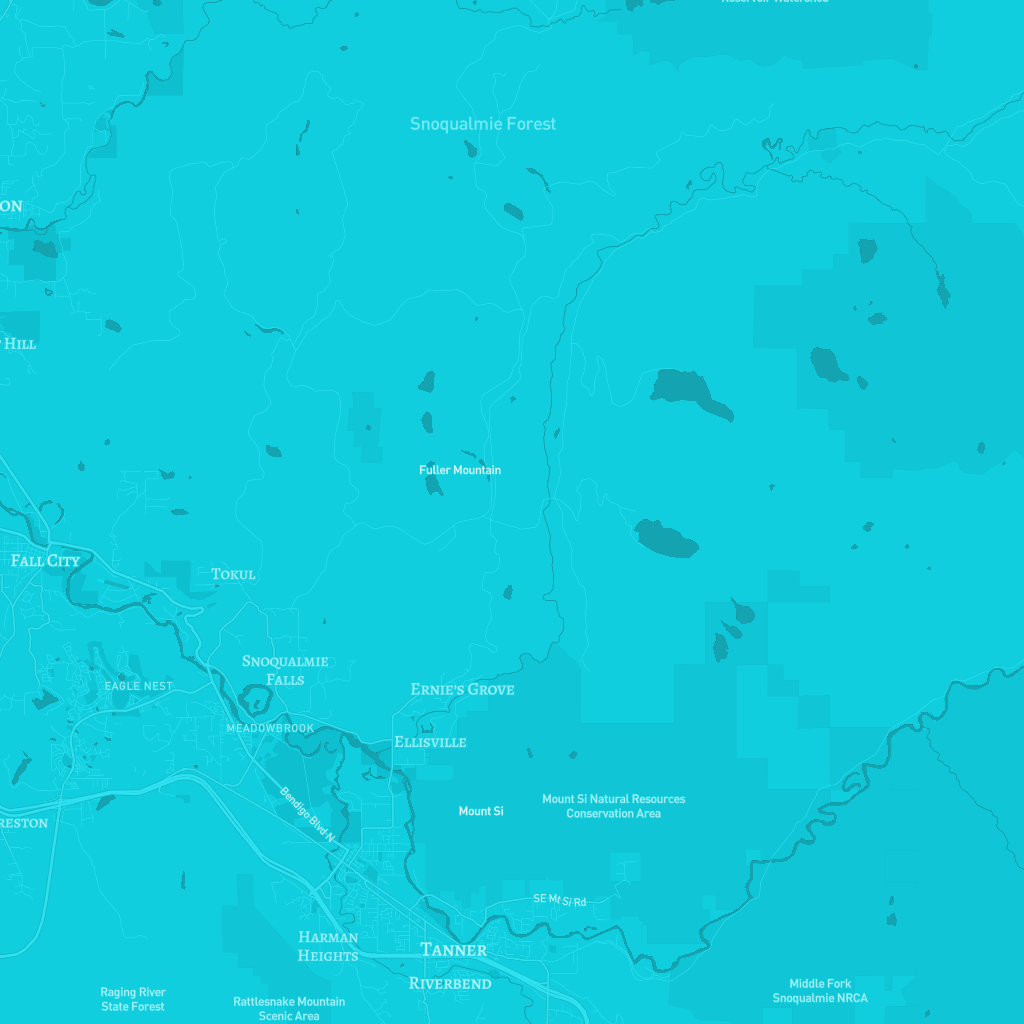 Reservoir Watershed
Snoqualmie Forest
ON
HILL
Fuller Mountain
FALL CITY
TOKUL
SNOQUALMIE
FALLS
EAGLE NEST
ERNIE'S GROVE
MEADOWBROOK
ELLISVILLE
Bendigo Blvd N
Mount Si
Mount Si Natural Resources
Conservation Area
RESTON
SE Mt Si Rd
HARMAN
HEIGHTS
TANNER
RIVERBEND
Raging River
State Forest
Rattlesnake Mountain
Scenic Area
Middle Fork
Snoqualmie NRCA